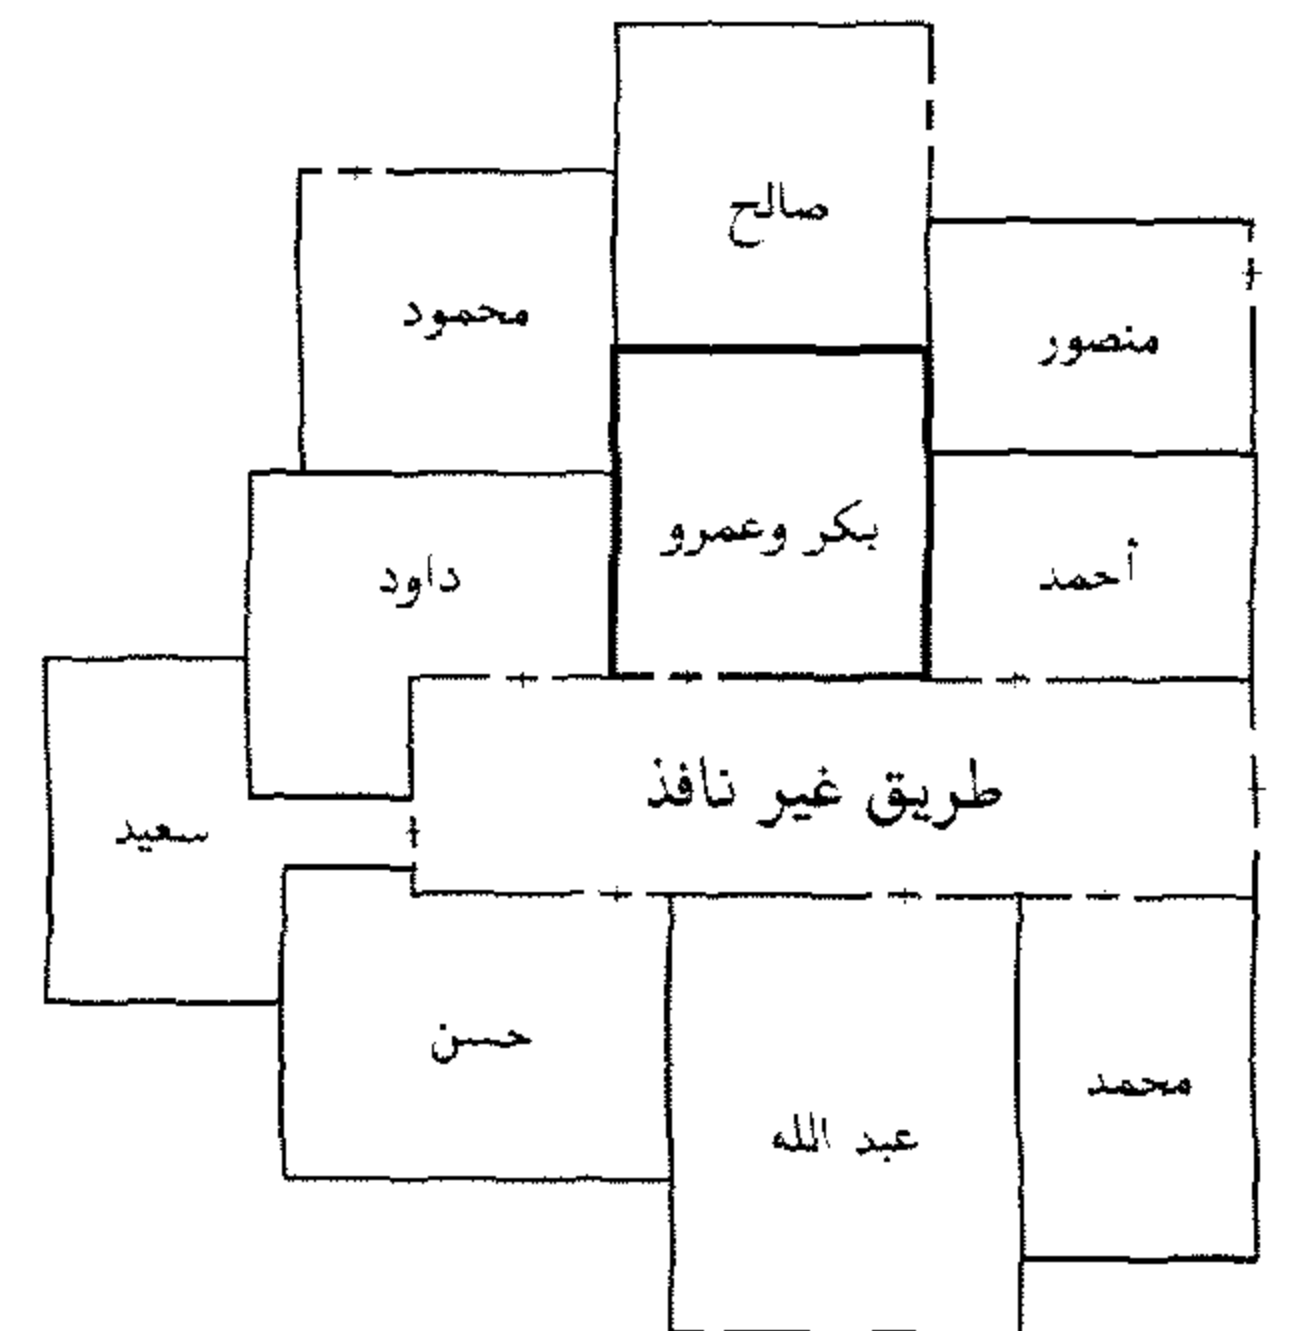 صالح
محمود
منصور
بكر وعمرو
أحمد
داود
طريق غير نافذ
سعيد
حسن
محمد
عبد الله